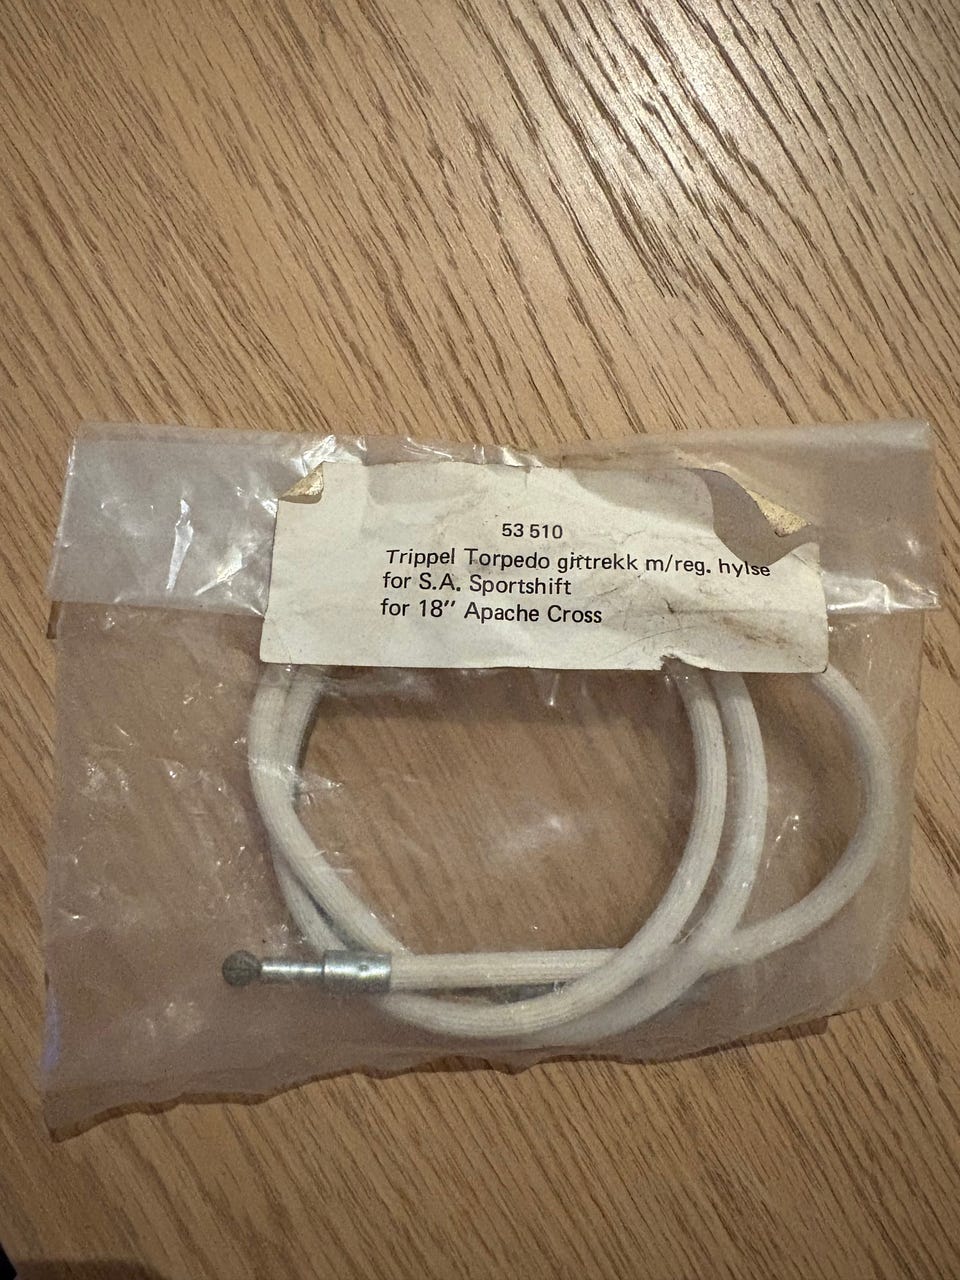 53 510
Trippel Torpedo girtrekk m/reg. hylse
for S.A. Sportshift
for 18" Apache Cross